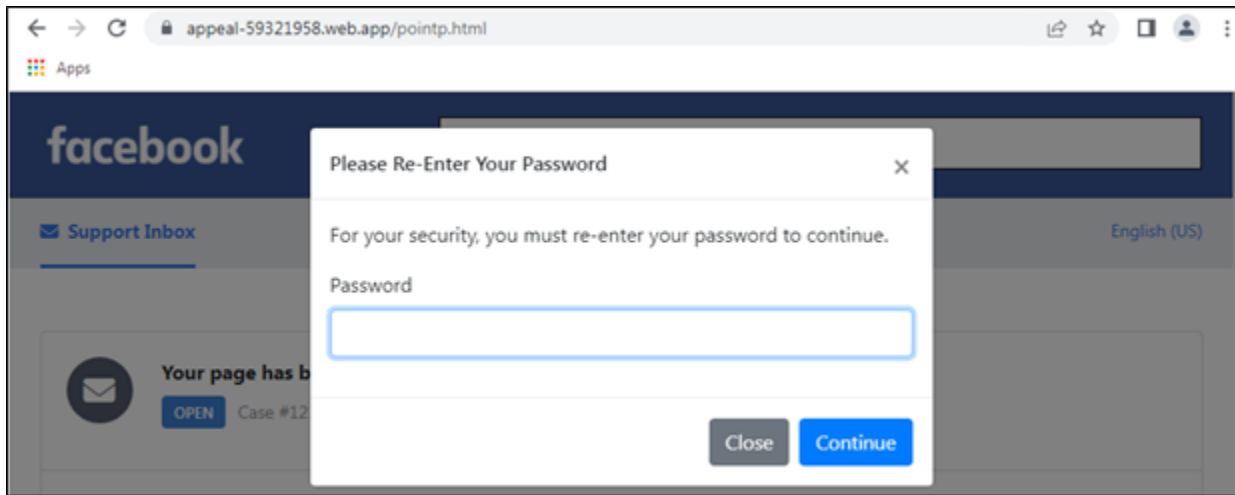 appeal-59321958.web.app/pointp.html
Apps
facebook
Please Re-Enter Your Password
Support Inbox
For your security, you must re-enter your password to continue.
English (US)
Password
Your page has b
OPEN Case #12
Close Continue